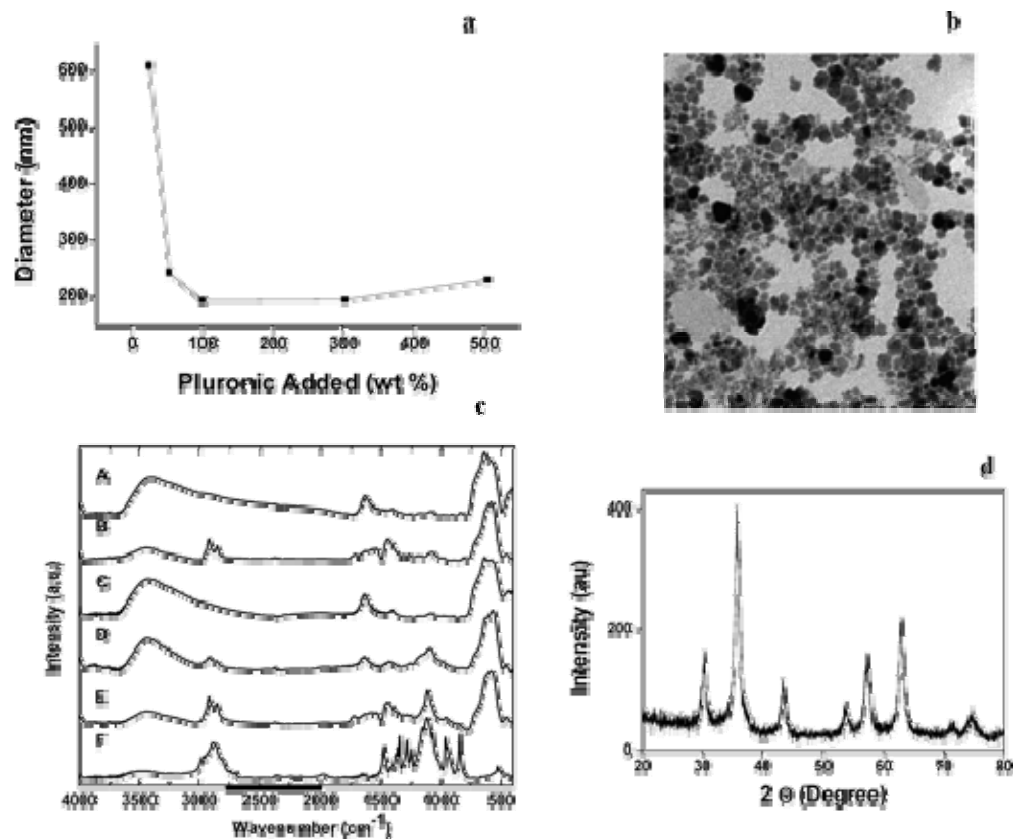 a
b
600
500
400
300
200
Diameter (nm)
0 100 200 300 400 500
Pluronic Added (wt %)
c
d
A
B
C
D
E
F
Intensity (a.u.)
4000 3500 3000 2500 2000 1500 1000 500
Wavenumber (cm-1)
400
200
0
Intensity (au)
20 30 40 50 60 70 80
2 Θ (Degree)